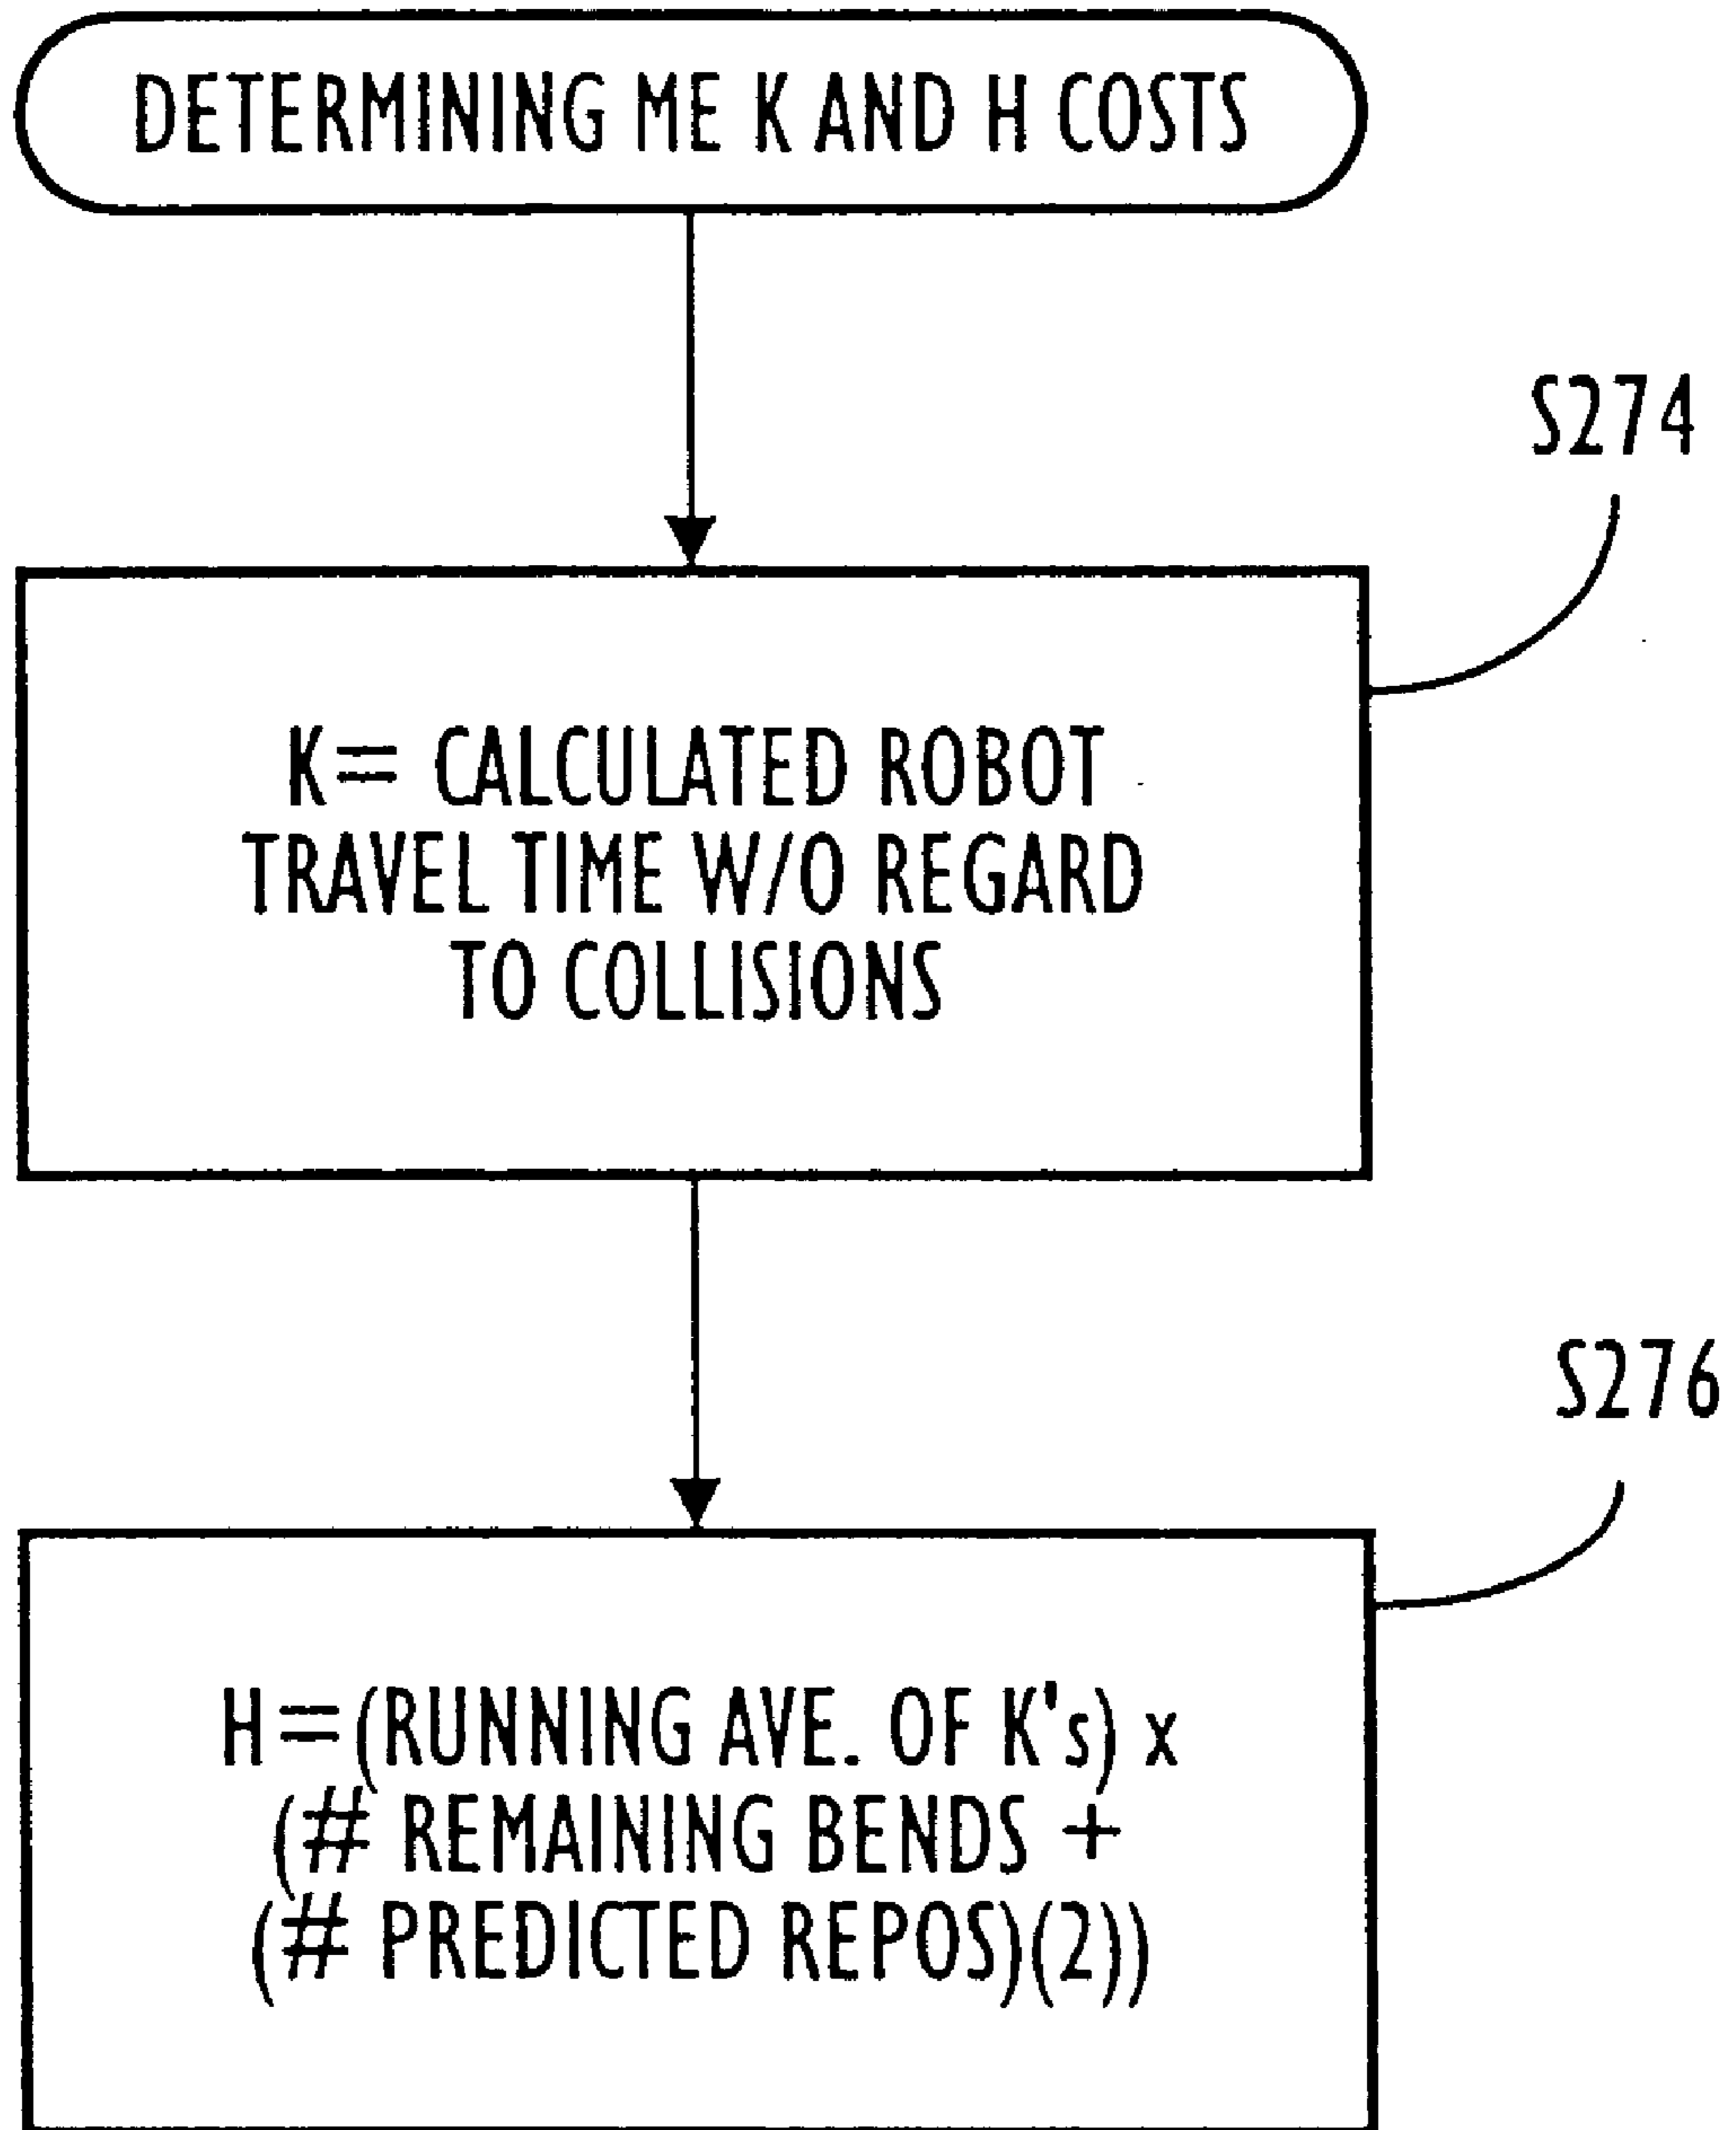 DETERMINING ME K AND H COSTS
S274
K= CALCULATED ROBOT
TRAVEL TIME W/O REGARD
TO COLLISIONS
S276
H=(RUNNING AVE. OF K's) x
(# REMAINING BENDS +
(# PREDICTED REPOS)(2))